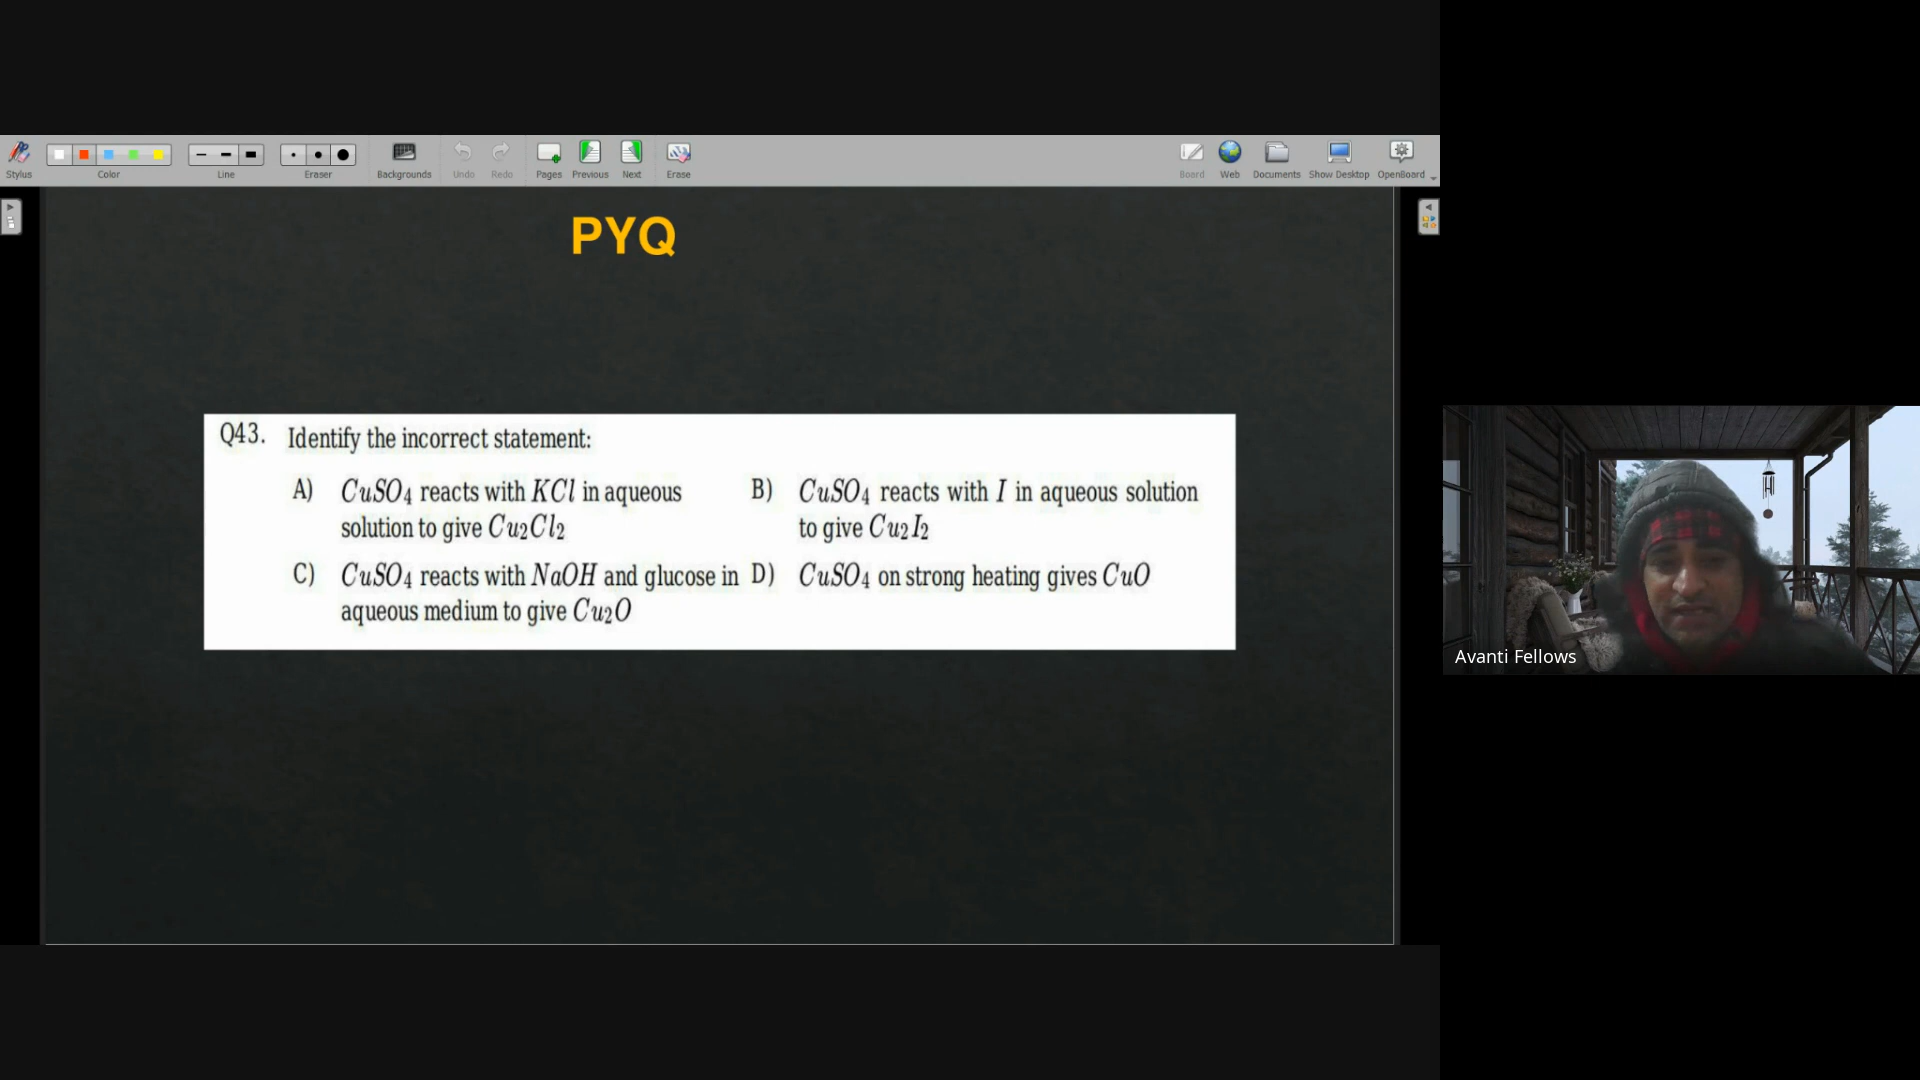 Stylus
Color
Line
Eraser
Backgrounds
Undo
Redo
Pages
Previous
Next
Erase
Board
Web
Documents
Show Desktop
OpenBoard
PYQ
Q43. Identify the incorrect statement:
A) CuSO₄ reacts with KCl in aqueous
solution to give Cu₂Cl₂
B) CuSO₄ reacts with I in aqueous solution
to give Cu₂I₂
C) CuSO₄ reacts with NaOH and glucose in
aqueous medium to give Cu₂O
D) CuSO₄ on strong heating gives CuO
Avanti Fellows